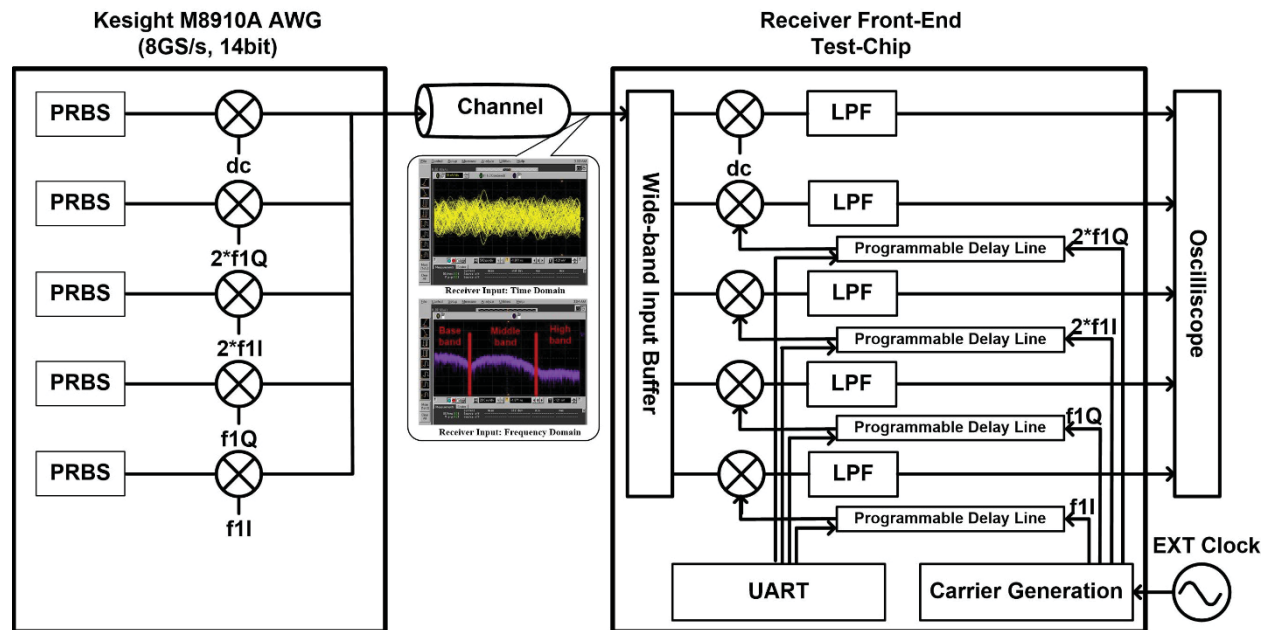 Kesight M8910A AWG
(8GS/s, 14bit)
PRBS
dc
PRBS
2*f1Q
PRBS
2*f1I
PRBS
f1Q
PRBS
f1I
Channel
Receiver Input: Time Domain
Base
band
Middle
band
High
band
Receiver Input: Frequency Domain
Receiver Front-End
Test-Chip
Wide-band Input Buffer
dc
LPF
LPF
Programmable Delay Line
2*f1Q
LPF
Programmable Delay Line
2*f1I
LPF
Programmable Delay Line
f1Q
LPF
Programmable Delay Line
f1I
UART
Carrier Generation
Oscilliscope
EXT Clock